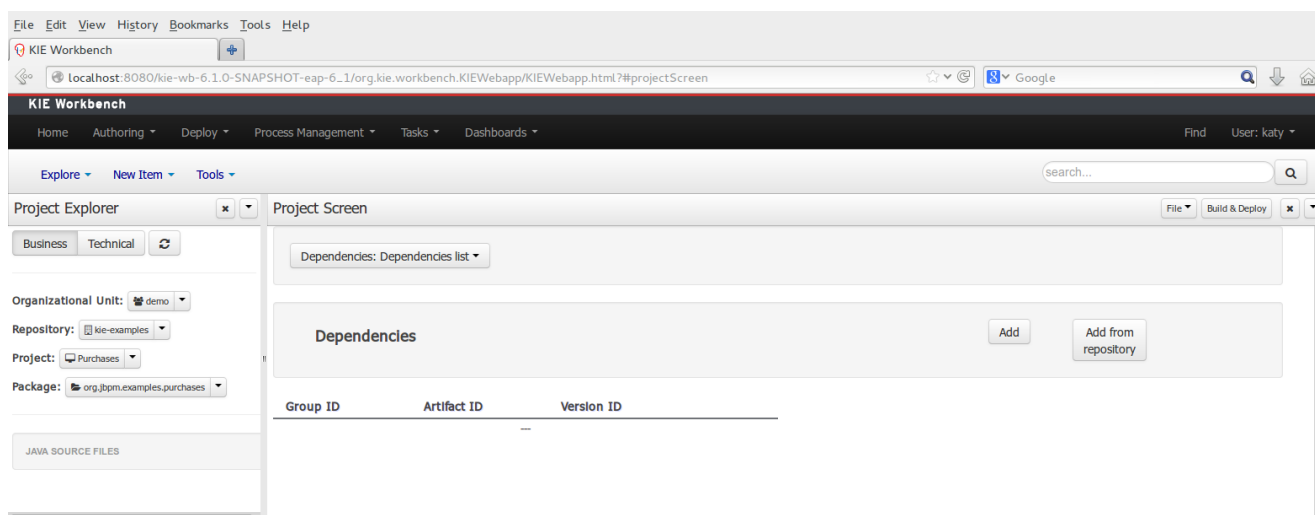 File Edit View History Bookmarks Tools Help
KIE Workbench
localhost:8080/kie-wb-6.1.0-SNAPSHOT-eap-6_1/org.kie.workbench.KIEWebapp/KIEWebapp.html?#projectScreen
Google
KIE Workbench
Home Authoring Deploy Process Management Tasks Dashboards Find User: katy
Explore New Item Tools search...
Project Explorer Project Screen File Build & Deploy
Business Technical
Dependencies: Dependencies list
Organizational Unit: demo
Repository: kie-examples
Project: Purchases
Package: org.jbpm.examples.purchases
Dependencies Add Add from
repository
Group ID Artifact ID Version ID
---
JAVA SOURCE FILES